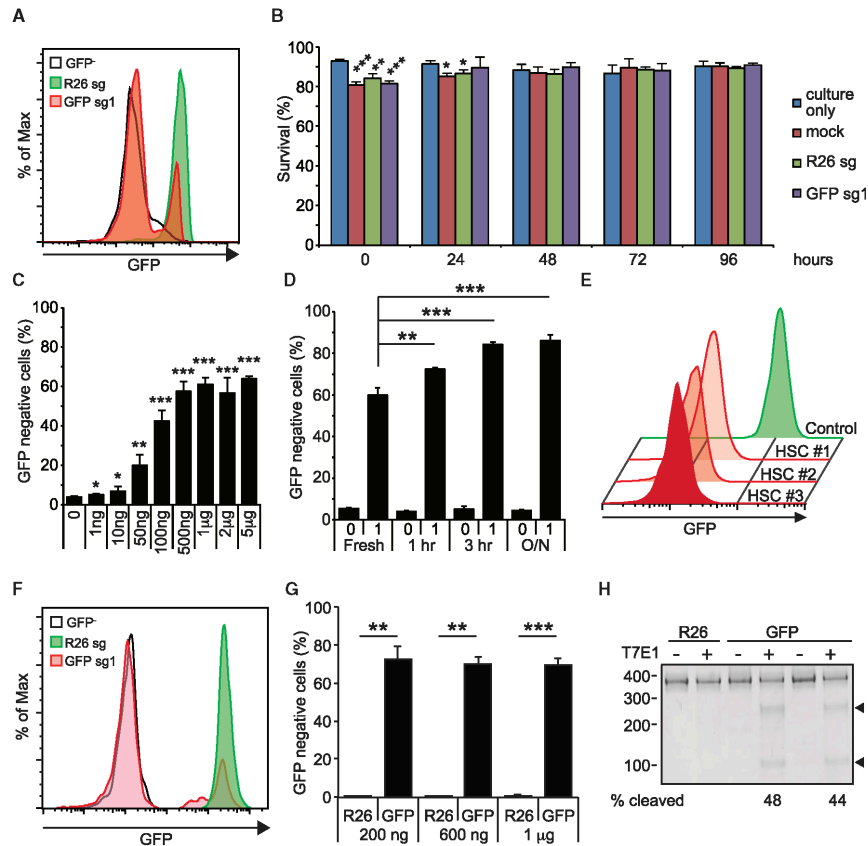 A
GFP-
R26 sg
GFP sg1
% of Max
GFP
B
Survival (%)
100
80
60
40
20
0
*** ** ***
* *
0 24 48 72 96 hours
culture only
mock
R26 sg
GFP sg1
C
GFP negative cells (%)
100
80
60
40
20
0
* * ** *** *** *** *** ***
0 1ng 10ng 50ng 100ng 500ng 1µg 2µg 5µg
D
GFP negative cells (%)
100
80
60
40
20
0
***
***
**
0 1 0 1 0 1 0 1
Fresh 1 hr 3 hr O/N
E
Control
HSC #1
HSC #2
HSC #3
GFP
F
GFP-
R26 sg
GFP sg1
% of Max
GFP
G
GFP negative cells (%)
100
80
60
40
20
0
** ** ***
R26 GFP R26 GFP R26 GFP
200 ng 600 ng 1 µg
H
R26 GFP
T7E1 - + - + - +
400-
300-
200-
100-
% cleaved 48 44